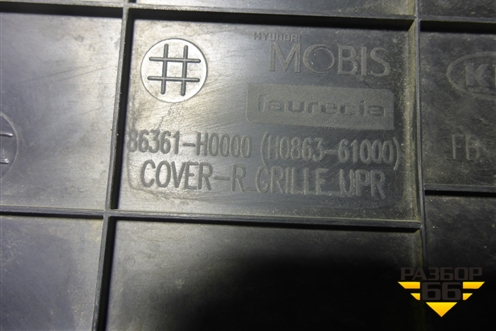 HYUNDAI
MOBIS
faurecia
86361-H0000 (H0863-61000)
COVER-R GRILLE UPR
РАЗБОР
66